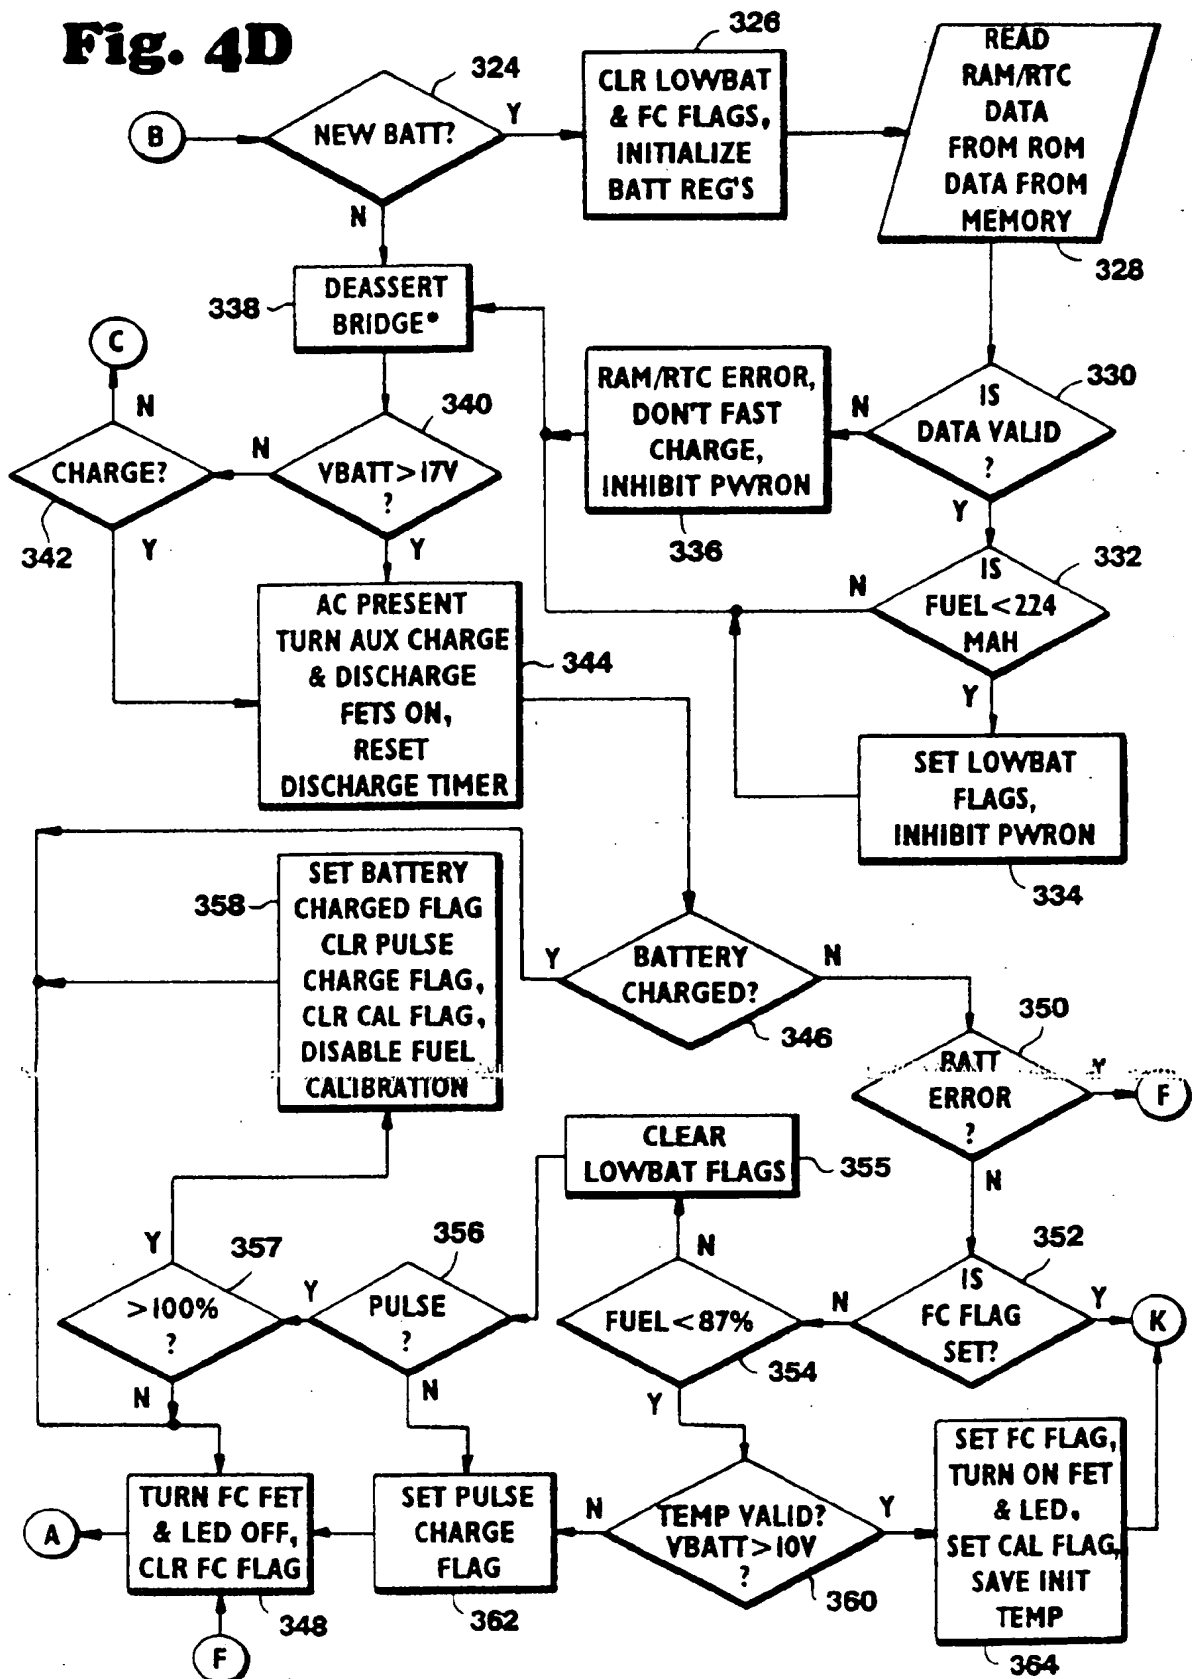 Fig. 4D
B
NEW BATT?
324
Y
N
326
CLR LOWBAT
& FC FLAGS,
INITIALIZE
BATT REG'S
READ
RAM/RTC
DATA
FROM ROM
DATA FROM
MEMORY
328
338
DEASSERT
BRIDGE*
C
N
CHARGE?
342
Y
340
N
VBATT>17V
?
Y
RAM/RTC ERROR,
DON'T FAST
CHARGE,
INHIBIT PWRON
336
330
IS
DATA VALID
?
N
Y
332
IS
FUEL<224
MAH
N
Y
AC PRESENT
TURN AUX CHARGE
& DISCHARGE
FETS ON,
RESET
DISCHARGE TIMER
344
SET LOWBAT
FLAGS,
INHIBIT PWRON
334
358
SET BATTERY
CHARGED FLAG
CLR PULSE
CHARGE FLAG,
CLR CAL FLAG,
DISABLE FUEL
CALIBRATION
Y
BATTERY
CHARGED?
N
346
350
BATT
ERROR
?
Y
F
N
CLEAR
LOWBAT FLAGS
355
Y
357
>100%
?
N
356
Y
PULSE
?
N
N
FUEL<87%
354
Y
352
IS
FC FLAG
SET?
N
Y
K
A
TURN FC FET
& LED OFF,
CLR FC FLAG
348
F
SET PULSE
CHARGE
FLAG
362
N
TEMP VALID?
VBATT>10V
?
Y
360
SET FC FLAG,
TURN ON FET
& LED,
SET CAL FLAG,
SAVE INIT
TEMP
364